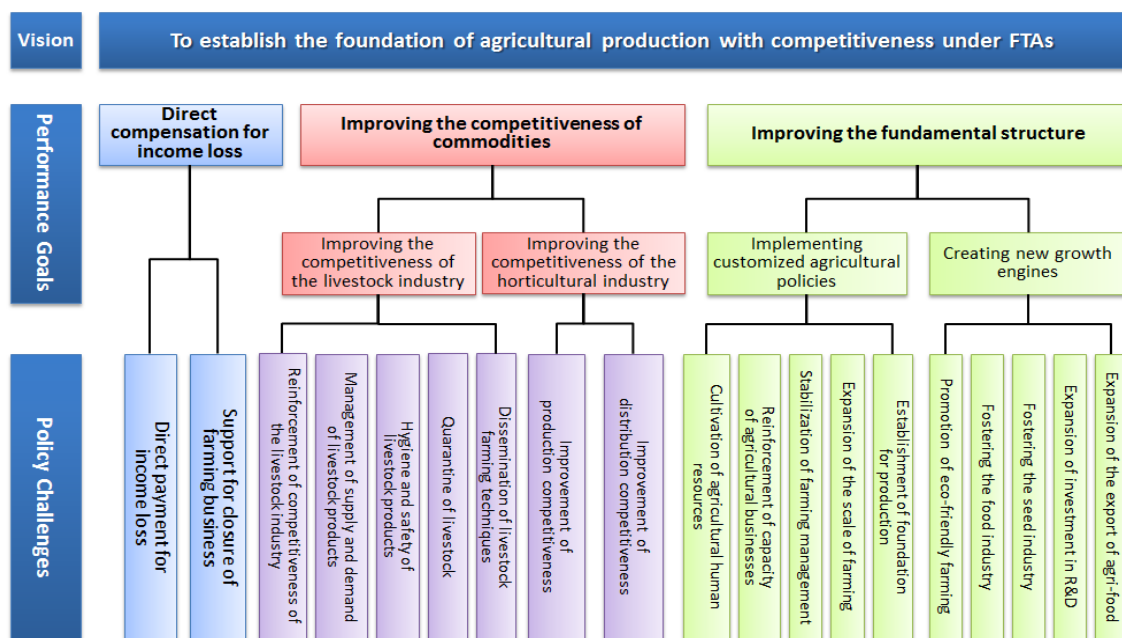 Vision
To establish the foundation of agricultural production with competitiveness under FTAs
Performance Goals
Direct
compensation for
income loss
Improving the competitiveness of
commodities
Improving the fundamental structure
Improving the
competitiveness of
the livestock industry
Improving the
competitiveness of the
horticultural industry
Implementing
customized agricultural
policies
Creating new growth
engines
Policy Challenges
Direct payment for
income loss
Support for closure of
farming business
Reinforcement of competitiveness of
the livestock industry
Management of supply and demand
of livestock products
Hygiene and safety of
livestock products
Quarantine of livestock
Dissemination of livestock
farming techniques
Improvement of
production competitiveness
Improvement of
distribution competitiveness
Cultivation of agricultural human
resources
Reinforcement of capacity
of agricultural businesses
Stabilization of farming management
Expansion of the scale of farming
Establishment of foundation
for production
Promotion of eco-friendly farming
Fostering the food industry
Fostering the seed industry
Expansion of investment in R&D
Expansion of the export of agri-food